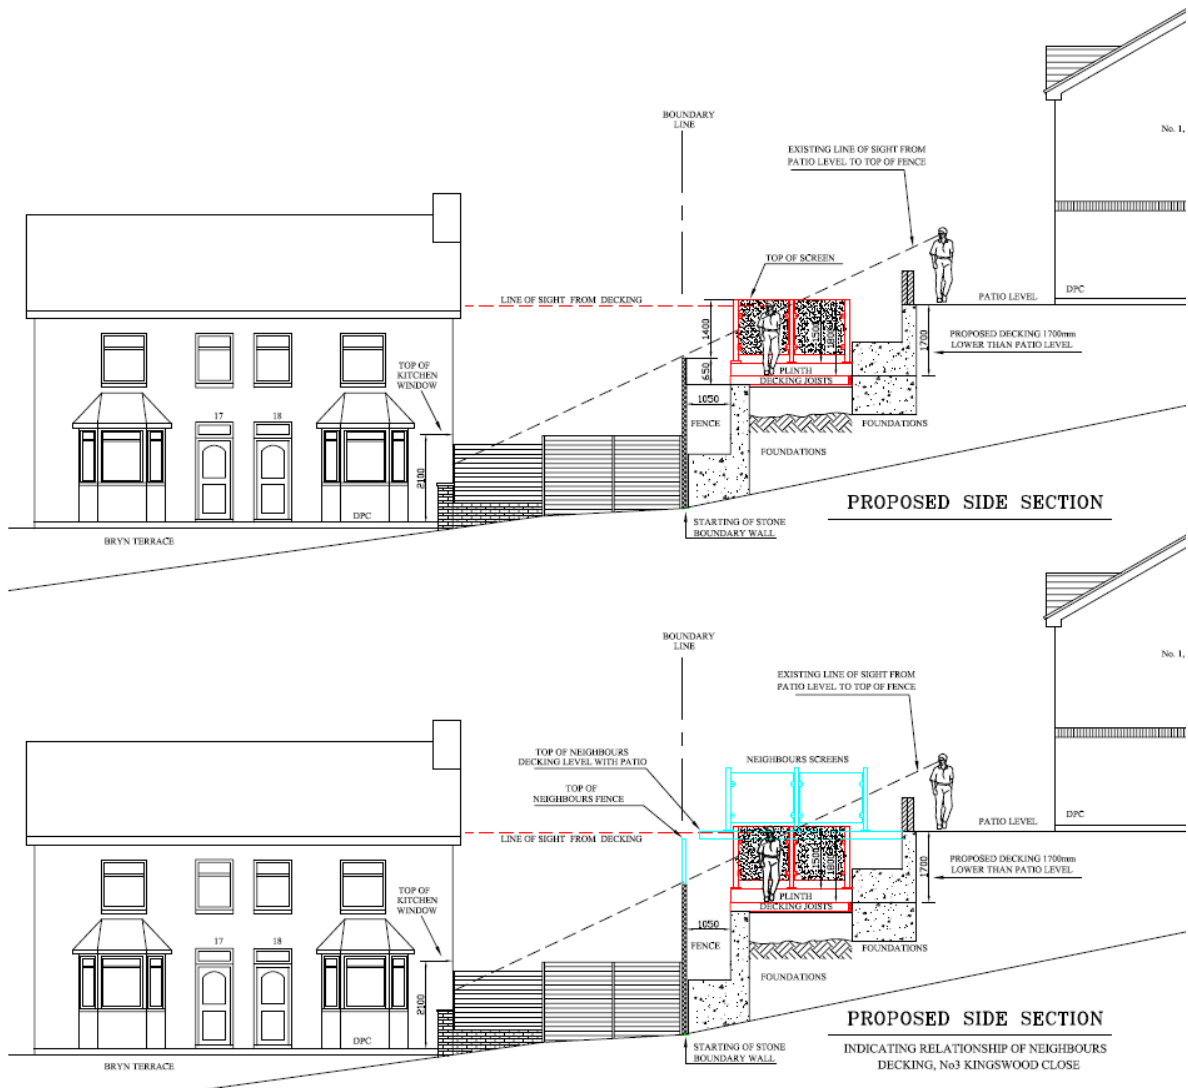 BOUNDARY
LINE
No. 1,
EXISTING LINE OF SIGHT FROM
PATIO LEVEL TO TOP OF FENCE
TOP OF SCREEN
LINE OF SIGHT FROM DECKING
PATIO LEVEL
DPC
1400
1500
1800
1700
PROPOSED DECKING 1700mm
LOWER THAN PATIO LEVEL
TOP OF
KITCHEN
WINDOW
650
PLINTH
DECKING JOISTS
1050
17
18
FENCE
FOUNDATIONS
FOUNDATIONS
2100
PROPOSED SIDE SECTION
DPC
STARTING OF STONE
BOUNDARY WALL
BRYN TERRACE
BOUNDARY
LINE
No. 1,
EXISTING LINE OF SIGHT FROM
PATIO LEVEL TO TOP OF FENCE
TOP OF NEIGHBOURS
DECKING LEVEL WITH PATIO
NEIGHBOURS SCREENS
TOP OF
NEIGHBOURS FENCE
LINE OF SIGHT FROM DECKING
PATIO LEVEL
DPC
1500
1800
1700
PROPOSED DECKING 1700mm
LOWER THAN PATIO LEVEL
TOP OF
KITCHEN
WINDOW
PLINTH
DECKING JOISTS
1050
17
18
FENCE
FOUNDATIONS
FOUNDATIONS
2100
PROPOSED SIDE SECTION
DPC
STARTING OF STONE
BOUNDARY WALL
INDICATING RELATIONSHIP OF NEIGHBOURS
DECKING, No3 KINGSWOOD CLOSE
BRYN TERRACE